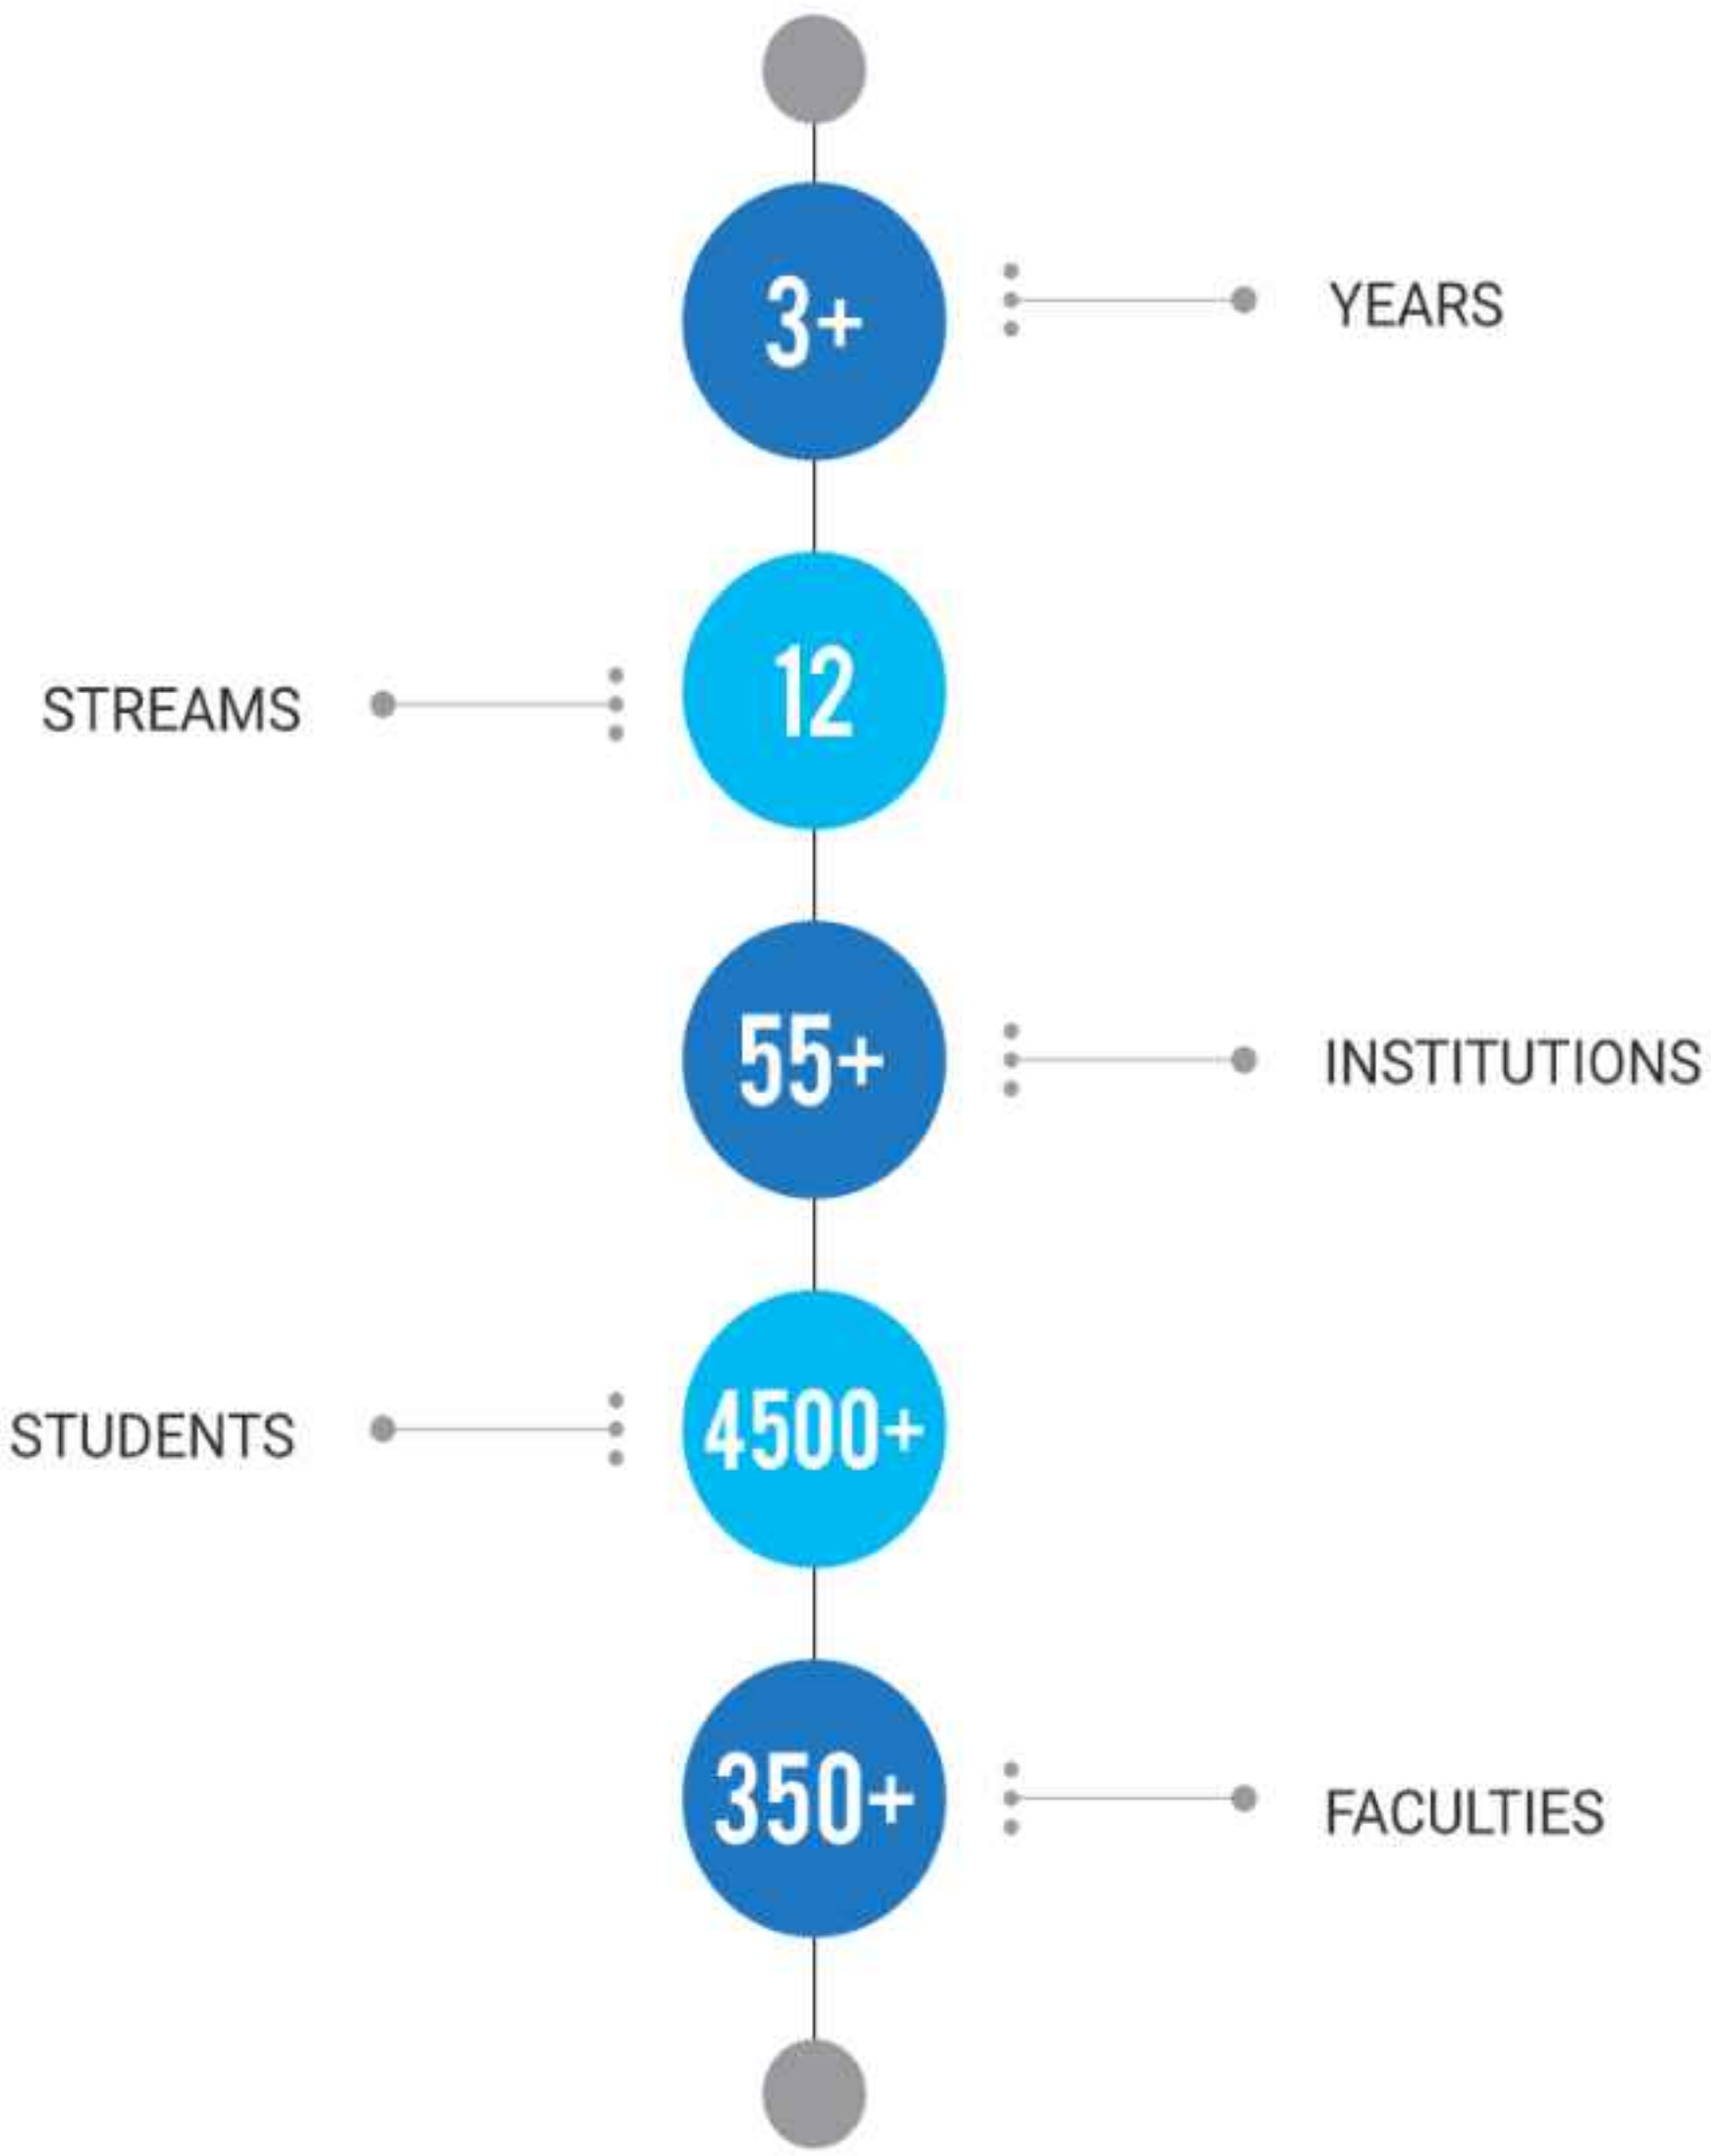 3+
YEARS
STREAMS
12
55+
INSTITUTIONS
STUDENTS
4500+
350+
FACULTIES